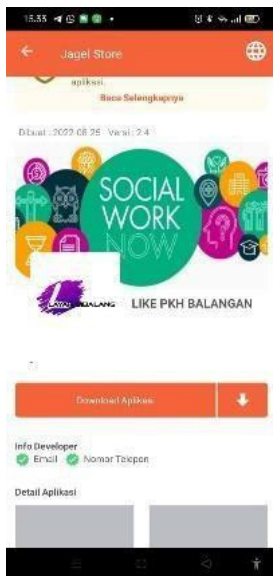 15.33
Jagel Store
aplikasi.
Baca Selengkapnya
Dibuat : 2022-08-25 Versi : 2.4
SOCIAL
WORK
NOW
LIKE PKH BALANGAN
Download Aplikasi
Info Developer
Email Nomor Telepon
Detail Aplikasi